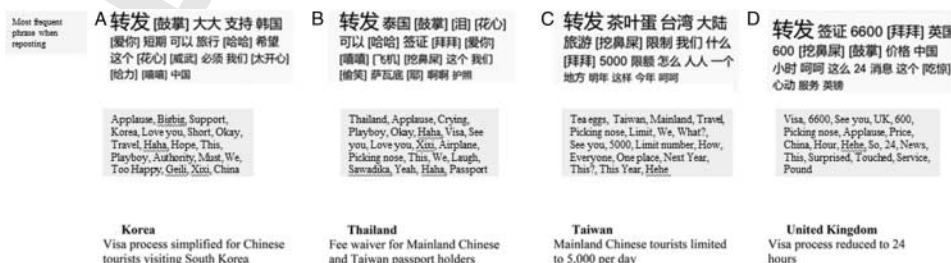 Most frequent
phrase when
reposting
A
转发 [鼓掌] 大大 支持 韩国
[爱你] 短期 可以 旅行 [哈哈] 希望
这个 [花心] [威武] 必须 我们 [太开心]
[给力] [嘻嘻] 中国
Applause, Bigbig, Support,
Korea, Love you, Short, Okay,
Travel, Haha, Hope, This,
Playboy, Authority, Must, We,
Too Happy, Geili, Xixi, China
Korea
Visa process simplified for Chinese
tourists visiting South Korea
B
转发 泰国 [鼓掌] [泪] [花心]
可以 [哈哈] 签证 [拜拜] [爱你]
[嘻嘻] [飞机] [挖鼻屎] 这个 我们
[偷笑] 萨瓦底 [耶] 啊啊 护照
Thailand, Applause, Crying,
Playboy, Okay, Haha, Visa, See
you, Love you, Xixi, Airplane,
Picking nose, This, We, Laugh,
Sawadika, Yeah, Haha, Passport
Thailand
Fee waiver for Mainland Chinese
and Taiwan passport holders
C
转发 茶叶蛋 台湾 大陆
旅游 [挖鼻屎] 限制 我们 什么
[拜拜] 5000 限额 怎么 人人 一个
地方 明年 这样 今年 呵呵
Tea eggs, Taiwan, Mainland, Travel,
Picking nose, Limit, We, What?,
See you, 5000, Limit number, How,
Everyone, One place, Next Year,
This?, This Year, Hehe
Taiwan
Mainland Chinese tourists limited
to 5,000 per day
D
转发 签证 6600 [拜拜] 英国
600 [挖鼻屎] [鼓掌] 价格 中国
小时 呵呵 这么 24 消息 这个 [吃惊]
心动 服务 英镑
Visa, 6600, See you, UK, 600,
Picking nose, Applause, Price,
China, Hour, Hehe, So, 24, News,
This, Surprised, Touched, Service,
Pound
United Kingdom
Visa process reduced to 24
hours